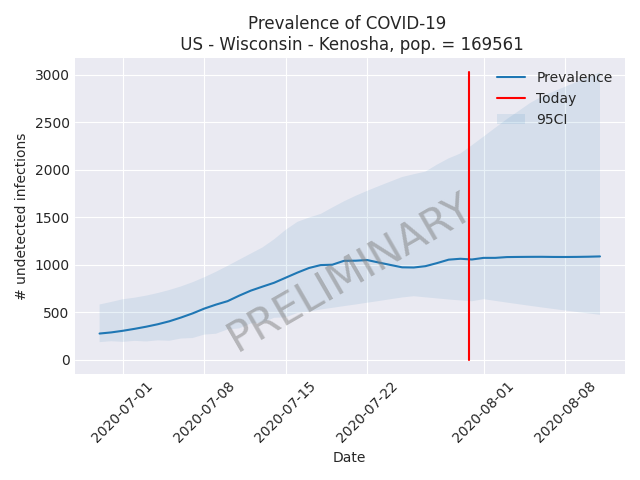 Prevalence of COVID-19
US - Wisconsin - Kenosha, pop. = 169561
3000
2500
2000
1500
1000
500
0
# undetected infections
Prevalence
Today
95CI
PRELIMINARY
2020-07-01
2020-07-08
2020-07-15
2020-07-22
2020-08-01
2020-08-08
Date